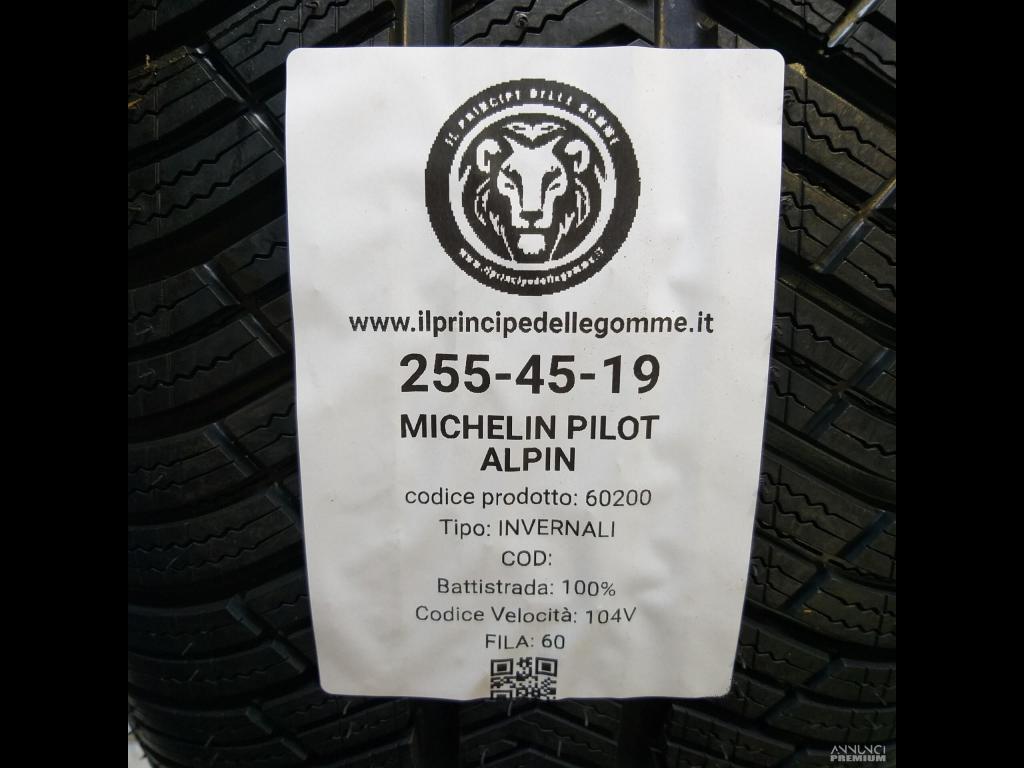 IL PRINCIPE DELLE GOMME
www.ilprincipedellegomme.it
www.ilprincipedellegomme.it
255-45-19
MICHELIN PILOT
ALPIN
codice prodotto: 60200
Tipo: INVERNALI
COD:
Battistrada: 100%
Codice Velocità: 104V
FILA: 60
ANNUNCI
PREMIUM